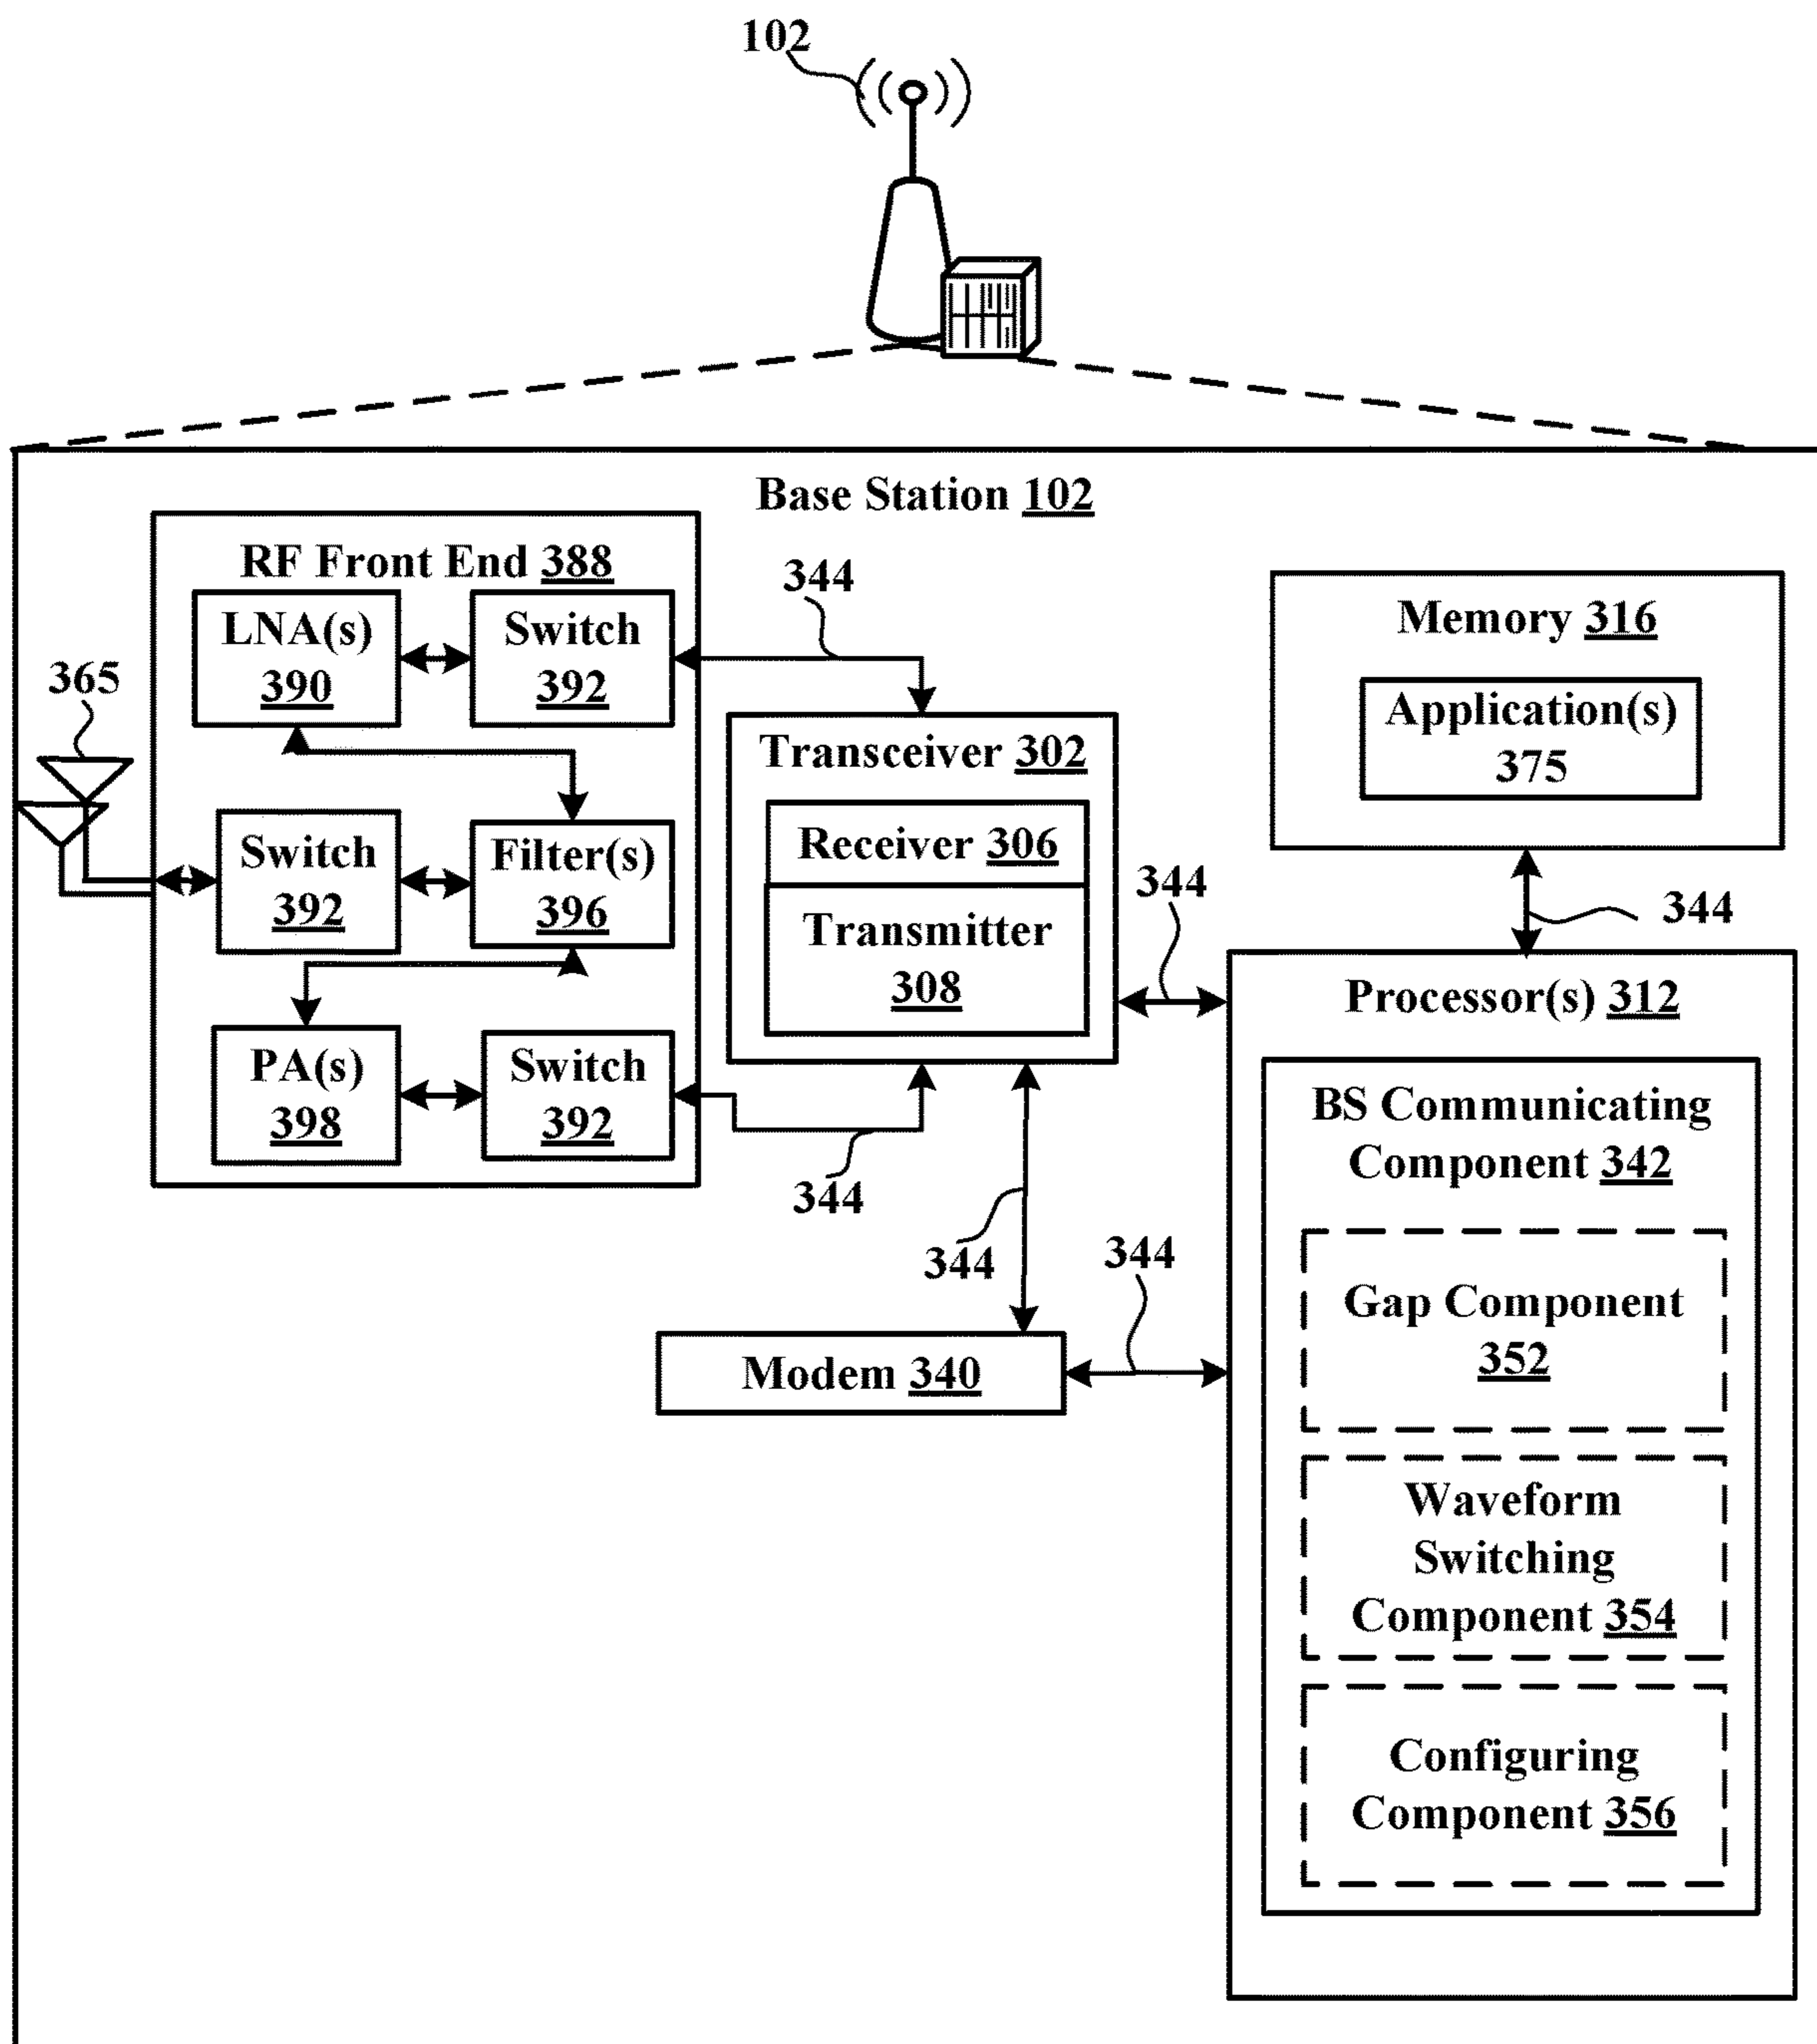 102
Base Station 102
RF Front End 388
LNA(s)
390
Switch
392
344
365
Switch
392
Filter(s)
396
PA(s)
398
Switch
392
344
Transceiver 302
Receiver 306
Transmitter
308
344
344
Modem 340
344
Memory 316
Application(s)
375
344
Processor(s) 312
BS Communicating
Component 342
Gap Component
352
Waveform
Switching
Component 354
Configuring
Component 356